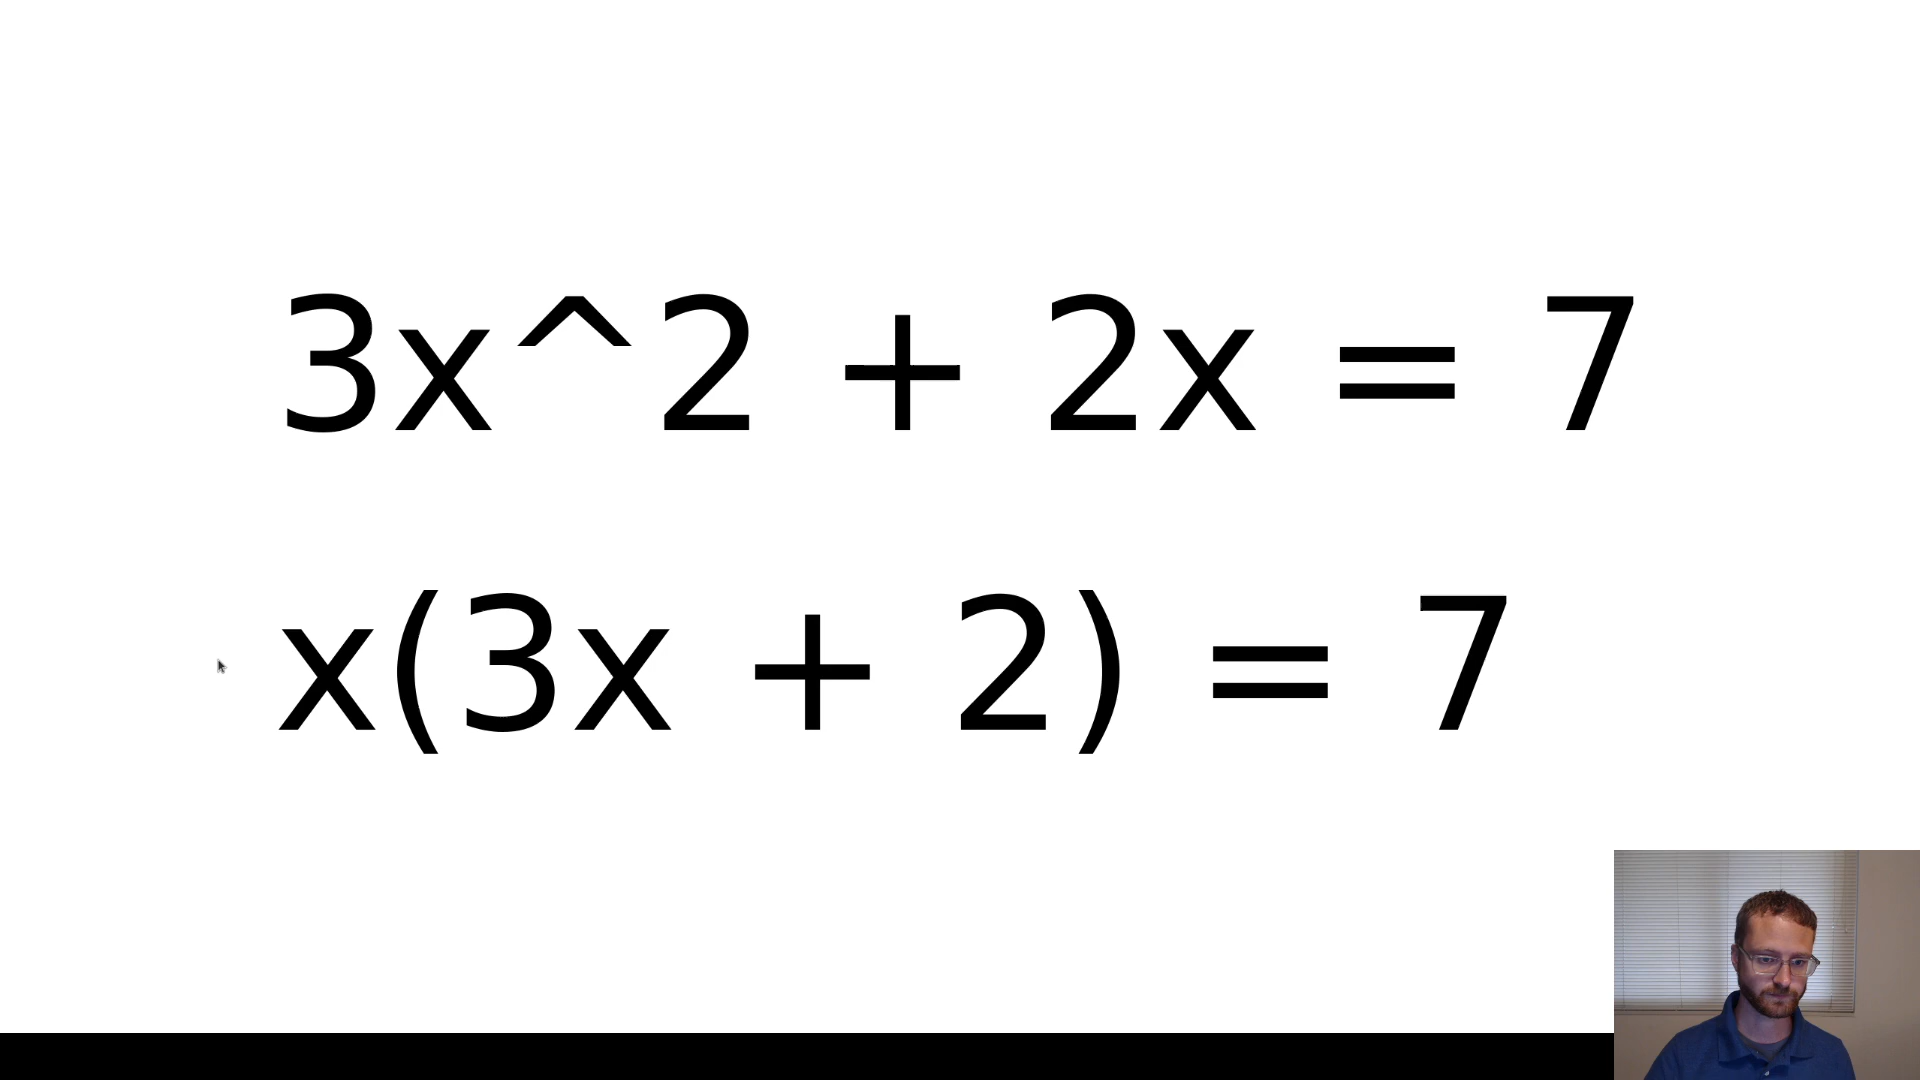 3x^2 + 2x = 7
x(3x + 2) = 7